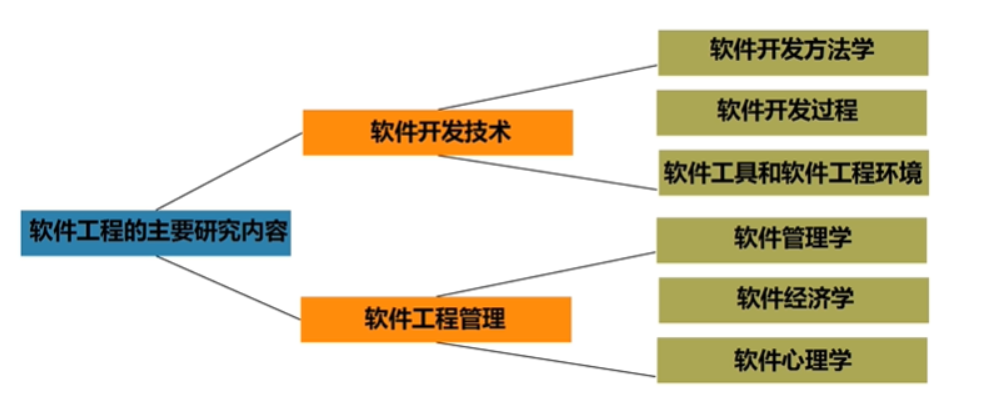 软件工程的主要研究内容
软件开发技术
软件开发方法学
软件开发过程
软件工具和软件工程环境
软件工程管理
软件管理学
软件经济学
软件心理学